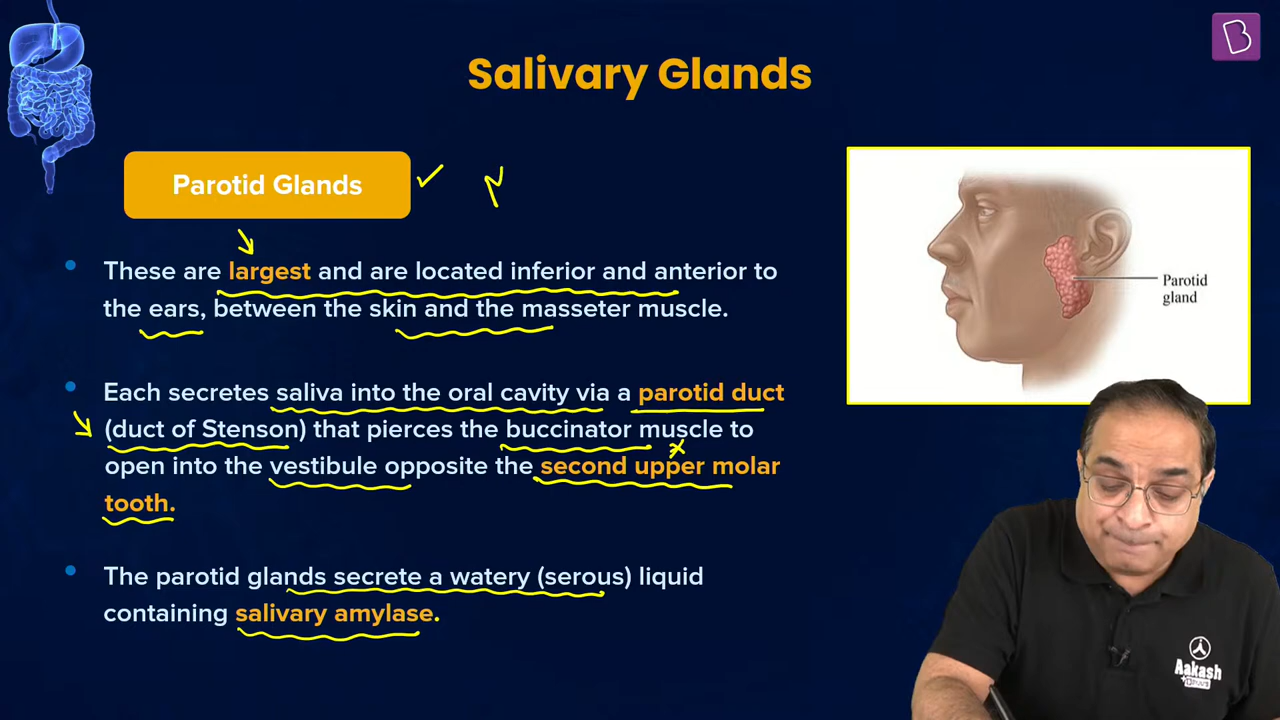 Salivary Glands
Parotid Glands
These are largest and are located inferior and anterior to
the ears, between the skin and the masseter muscle.
Each secretes saliva into the oral cavity via a parotid duct
(duct of Stenson) that pierces the buccinator muscle to
open into the vestibule opposite the second upper molar
tooth.
The parotid glands secrete a watery (serous) liquid
containing salivary amylase.
Parotid
gland
Aakash